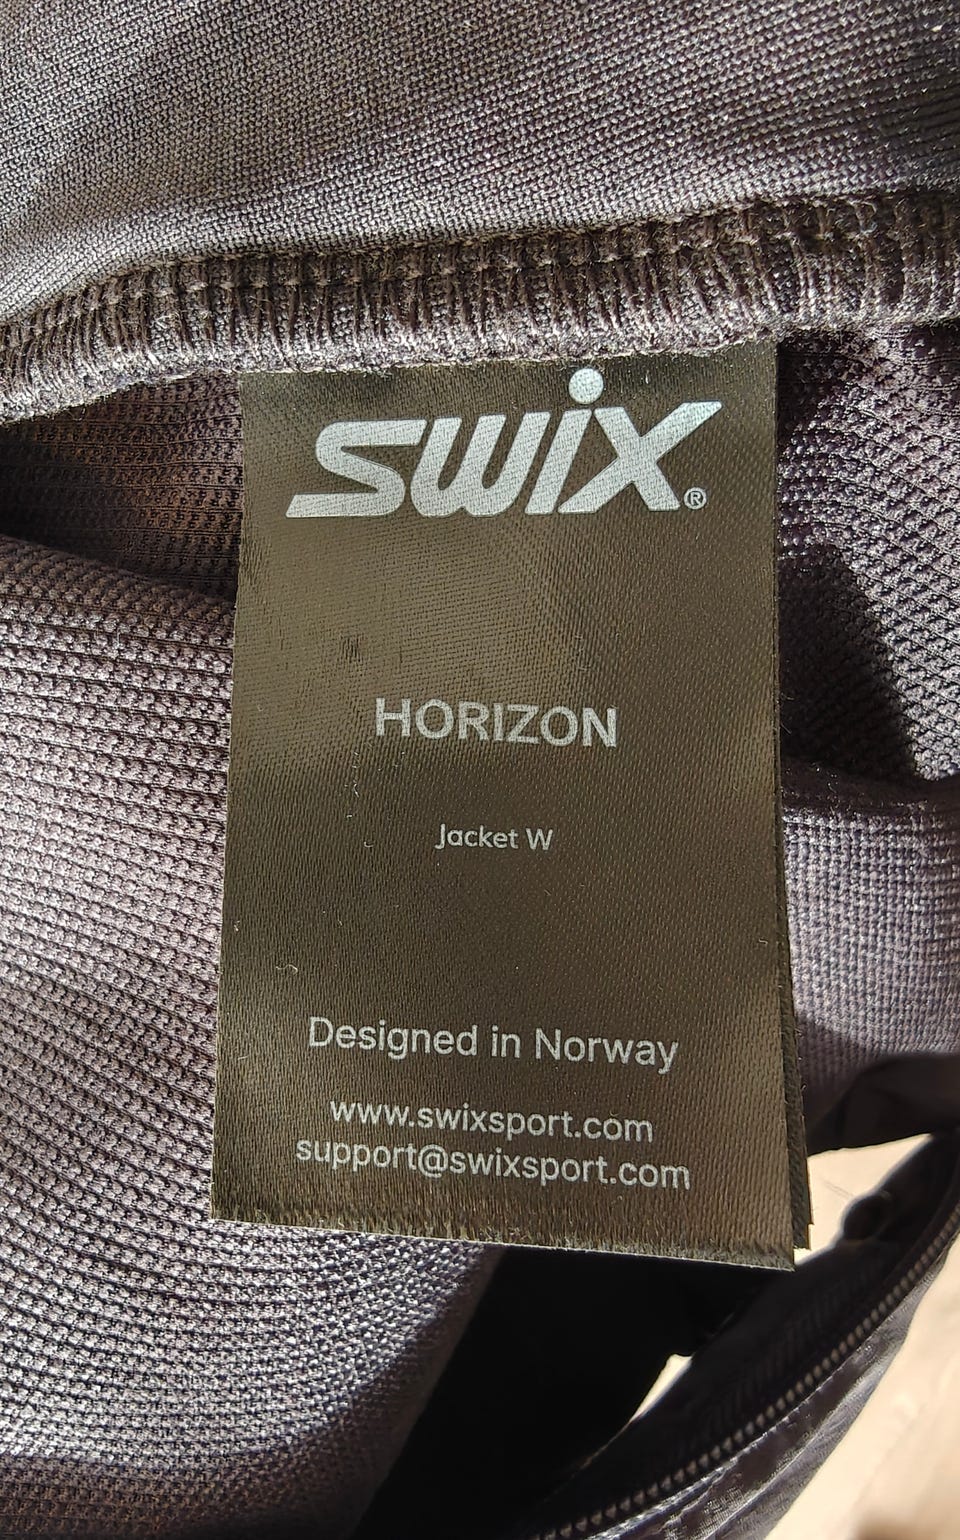 swix®
HORIZON
Jacket W
Designed in Norway
www.swixsport.com
support@swixsport.com